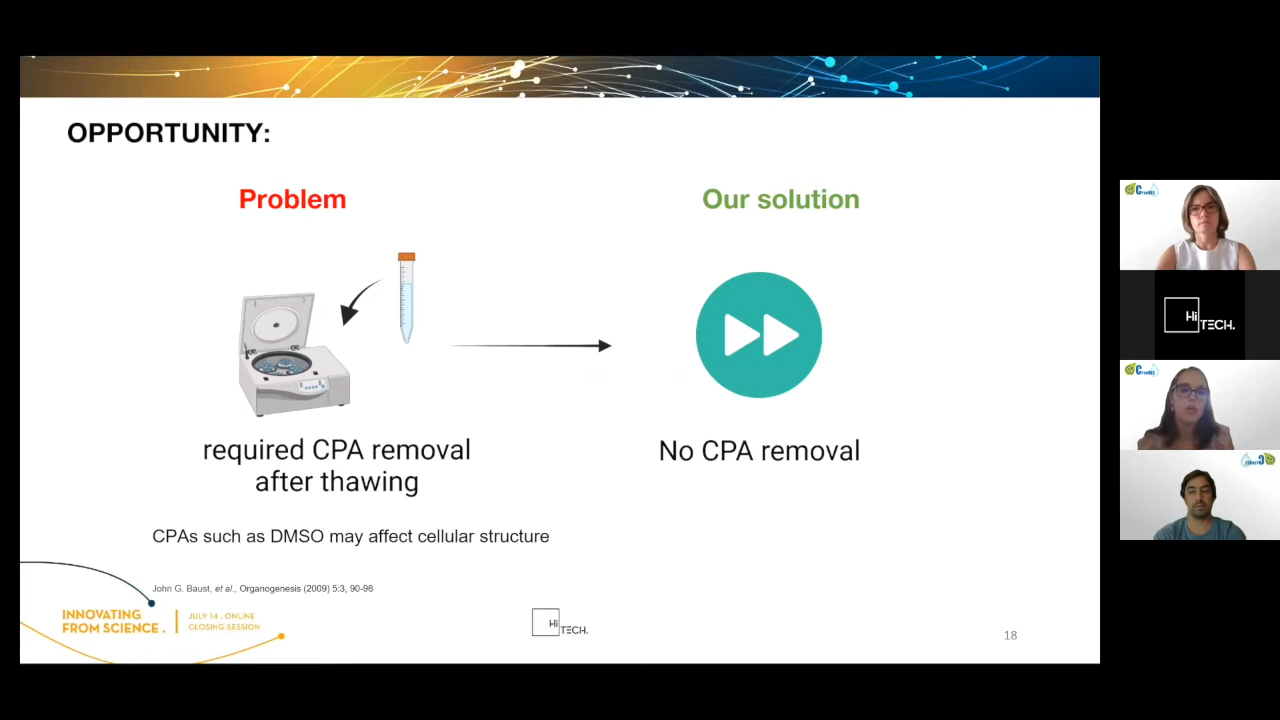 OPPORTUNITY:
Problem
Our solution
required CPA removal
after thawing
No CPA removal
CPAs such as DMSO may affect cellular structure
John G. Baust, et al., Organogenesis (2009) 5:3, 90-96
INNOVATING
FROM SCIENCE.
JULY 14 . ONLINE
CLOSING SESSION
Hi
TECH.
18
Hi
TECH.